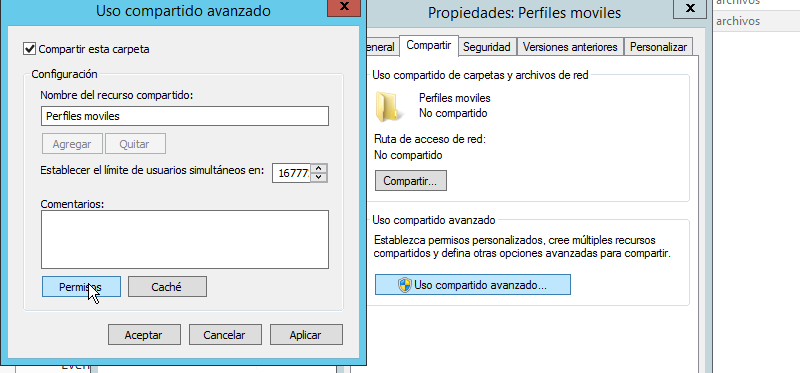 Uso compartido avanzado
x
Compartir esta carpeta
Configuración
Nombre del recurso compartido:
Perfiles moviles
Agregar
Quitar
Establecer el límite de usuarios simultáneos en:
16777
Comentarios:
Permisos
Caché
Aceptar
Cancelar
Aplicar
Propiedades: Perfiles moviles
x
eneral
Compartir
Seguridad
Versiones anteriores
Personalizar
Uso compartido de carpetas y archivos de red
Perfiles moviles
No compartido
Ruta de acceso de red:
No compartido
Compartir...
Uso compartido avanzado
Establezca permisos personalizados, cree múltiples recursos
compartidos y defina otras opciones avanzadas para compartir.
Uso compartido avanzado...
archivos
archivos